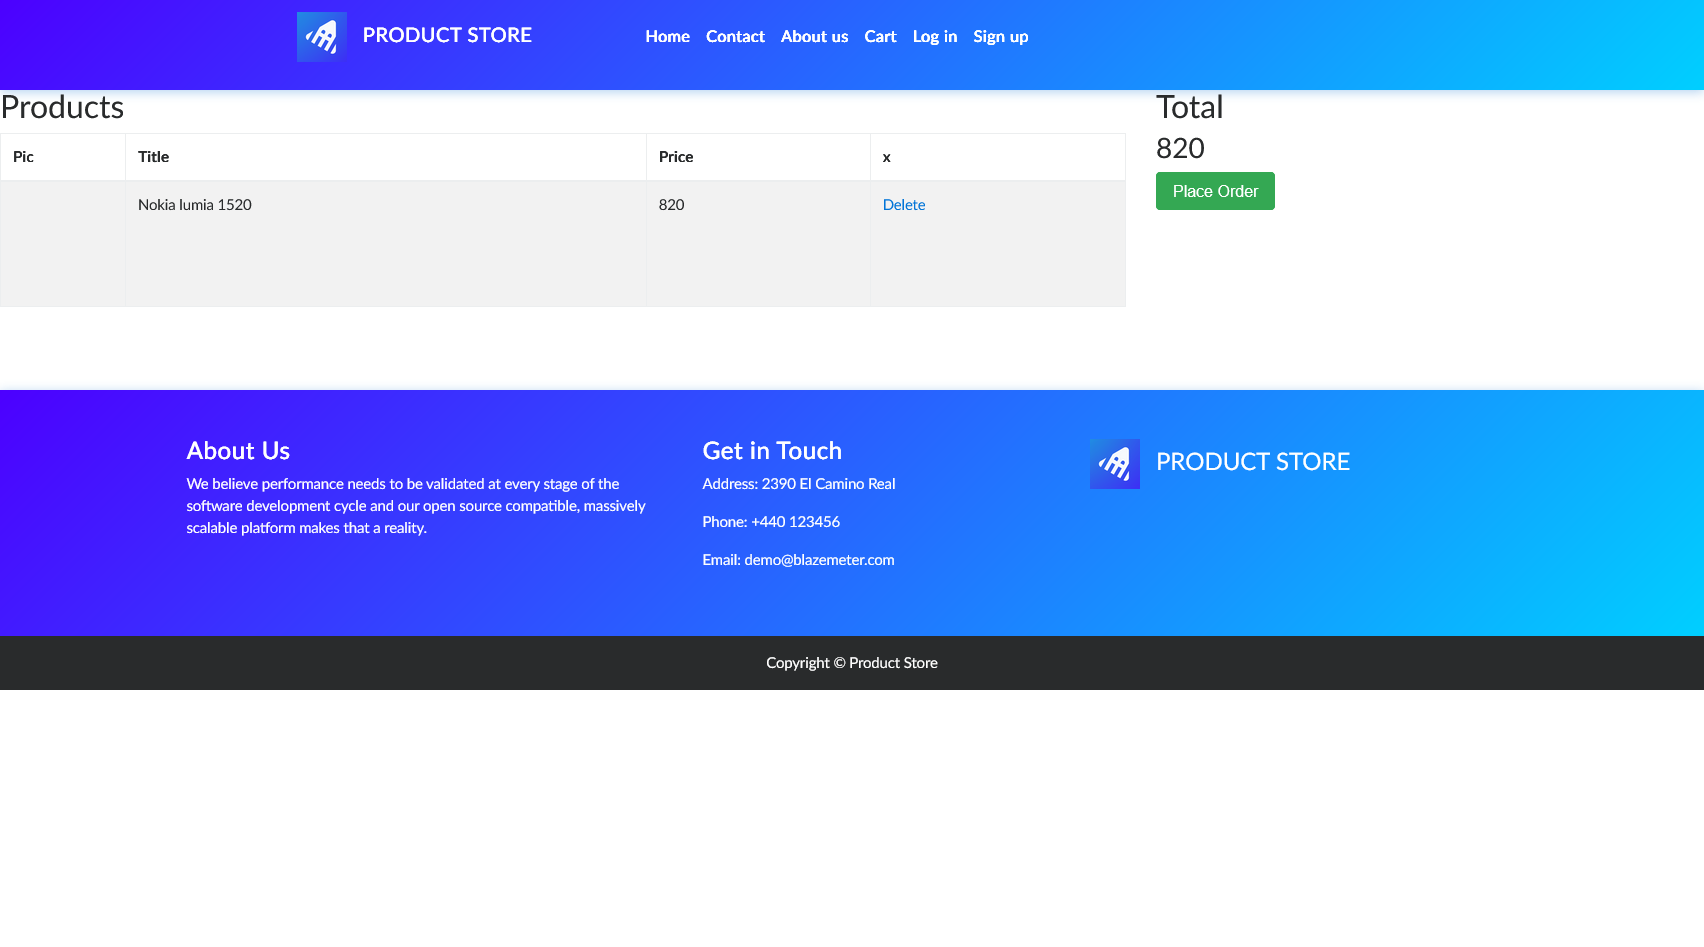 PRODUCT STORE
Home Contact About us Cart Log in Sign up
Products
Pic Title Price x
Nokia lumia 1520 820 Delete
Total
820
Place Order
About Us
We believe performance needs to be validated at every stage of the
software development cycle and our open source compatible, massively
scalable platform makes that a reality.
Get in Touch
Address: 2390 El Camino Real
Phone: +440 123456
Email: demo@blazemeter.com
PRODUCT STORE
Copyright © Product Store